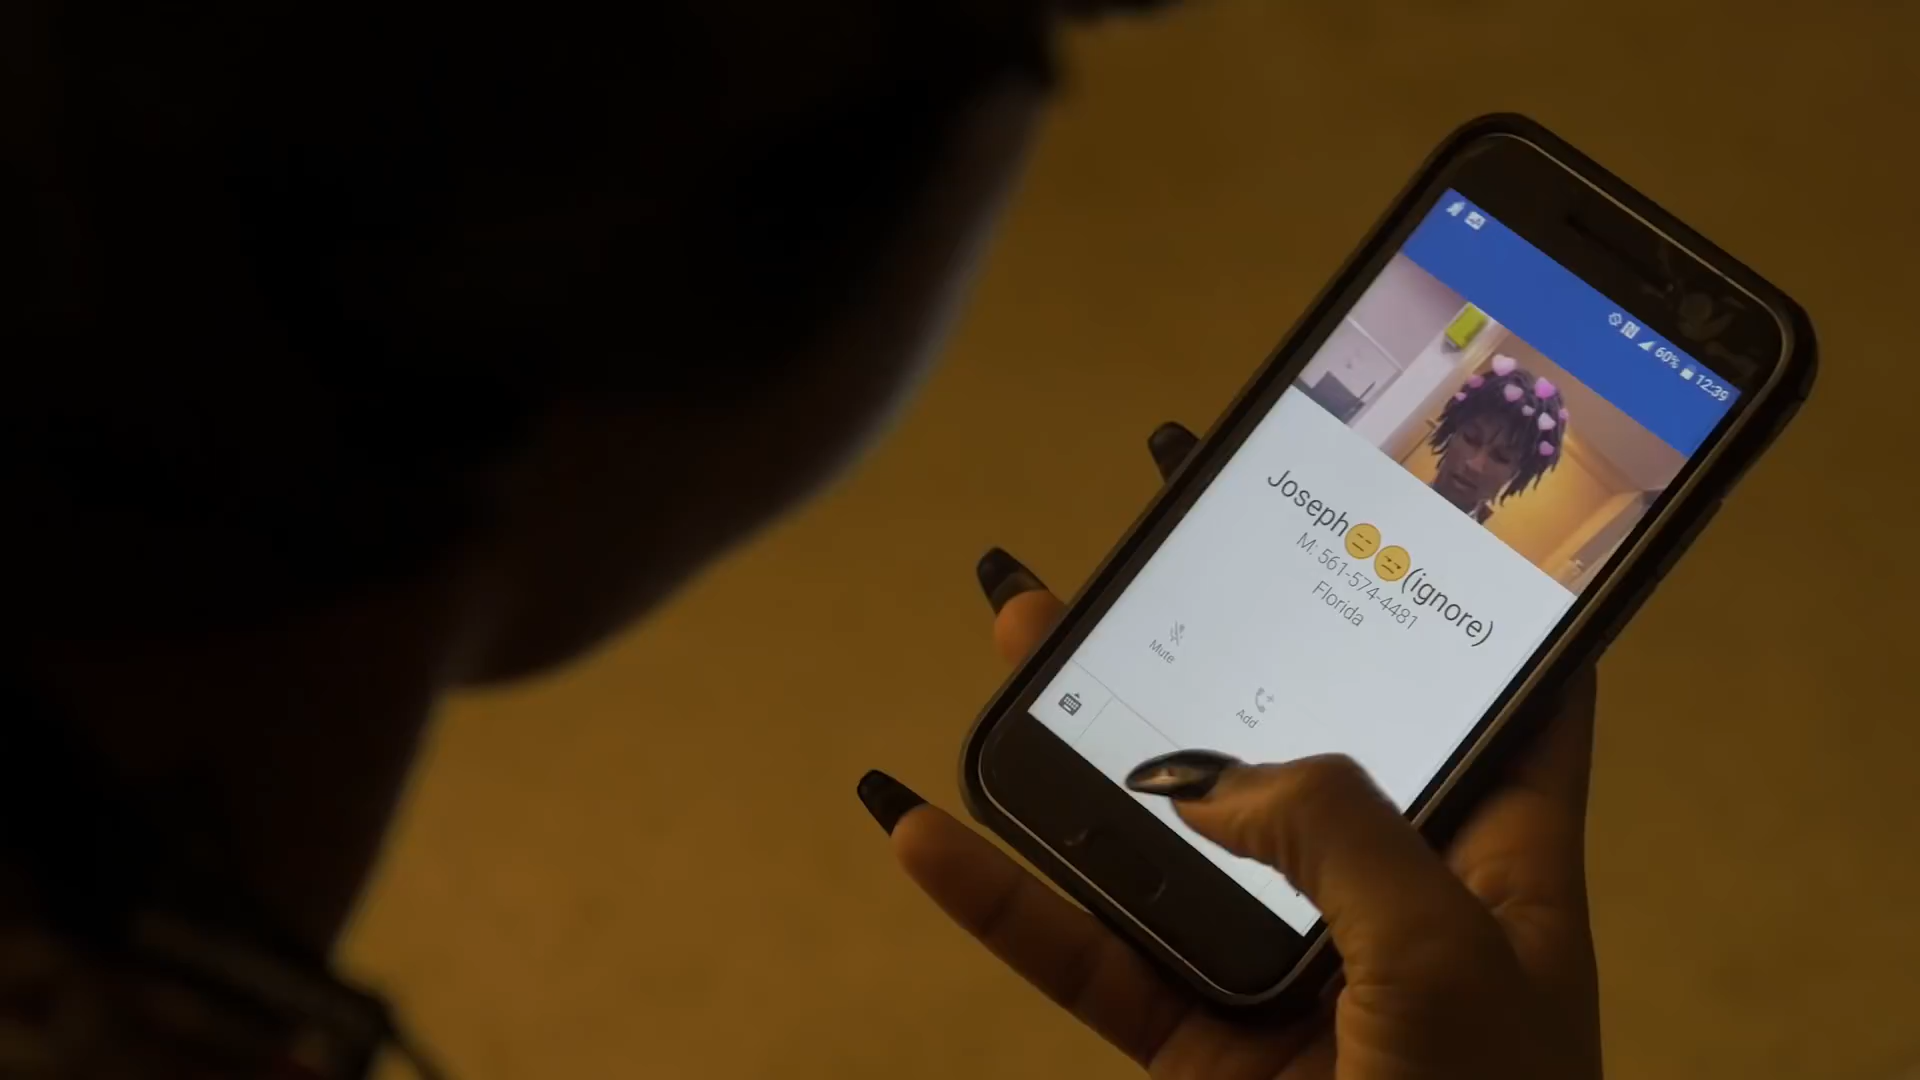 60% 12:39
Joseph😑😒(ignore)
M: 561-574-4481
Florida
Mute
Add